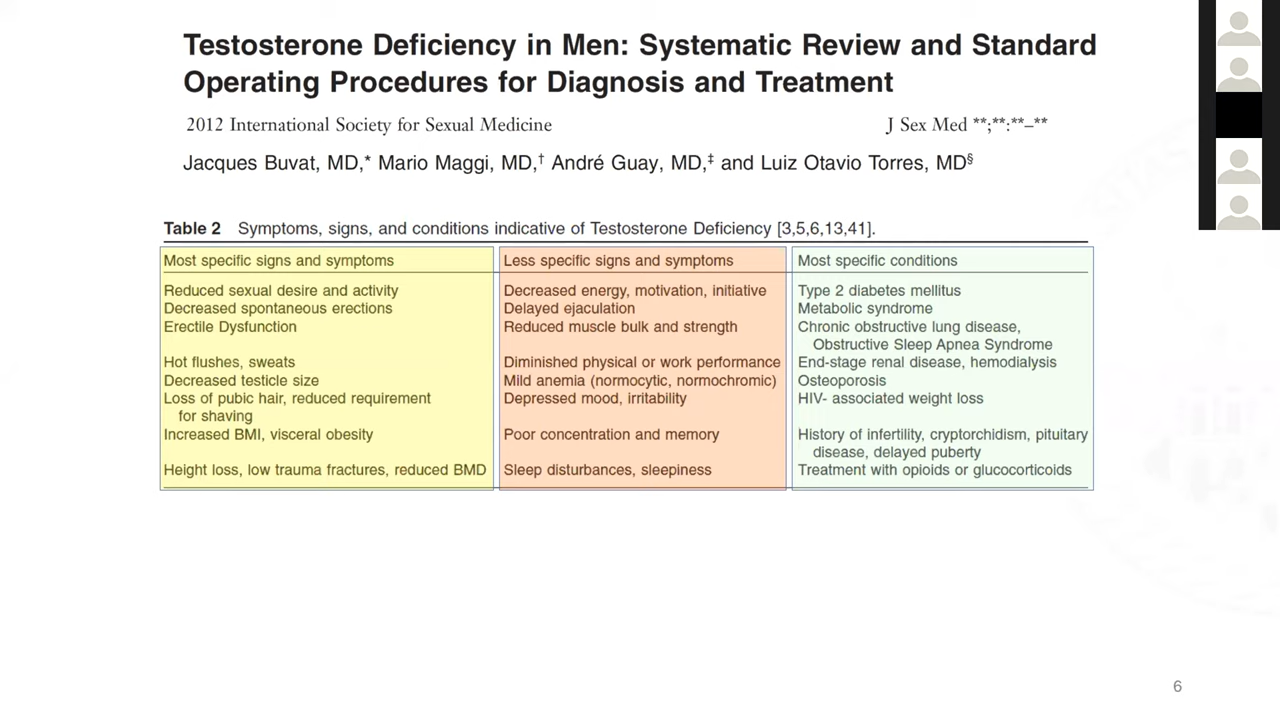 Testosterone Deficiency in Men: Systematic Review and Standard
Operating Procedures for Diagnosis and Treatment
2012 International Society for Sexual Medicine
J Sex Med **;**:**–**
Jacques Buvat, MD,* Mario Maggi, MD,† André Guay, MD,‡ and Luiz Otavio Torres, MD§
Table 2 Symptoms, signs, and conditions indicative of Testosterone Deficiency [3,5,6,13,41].
Most specific signs and symptoms
Reduced sexual desire and activity
Decreased spontaneous erections
Erectile Dysfunction
Hot flushes, sweats
Decreased testicle size
Loss of pubic hair, reduced requirement
for shaving
Increased BMI, visceral obesity
Height loss, low trauma fractures, reduced BMD
Less specific signs and symptoms
Decreased energy, motivation, initiative
Delayed ejaculation
Reduced muscle bulk and strength
Diminished physical or work performance
Mild anemia (normocytic, normochromic)
Depressed mood, irritability
Poor concentration and memory
Sleep disturbances, sleepiness
Most specific conditions
Type 2 diabetes mellitus
Metabolic syndrome
Chronic obstructive lung disease,
Obstructive Sleep Apnea Syndrome
End-stage renal disease, hemodialysis
Osteoporosis
HIV- associated weight loss
History of infertility, cryptorchidism, pituitary
disease, delayed puberty
Treatment with opioids or glucocorticoids
6